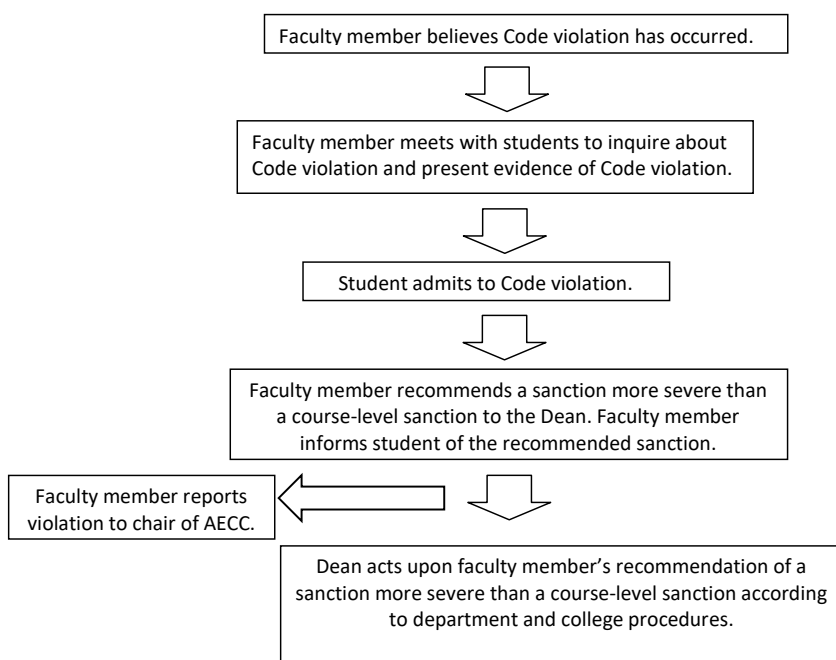 Faculty member believes Code violation has occurred.
Faculty member meets with students to inquire about
Code violation and present evidence of Code violation.
Student admits to Code violation.
Faculty member recommends a sanction more severe than
a course-level sanction to the Dean. Faculty member
informs student of the recommended sanction.
Faculty member reports
violation to chair of AECC.
Dean acts upon faculty member’s recommendation of a
sanction more severe than a course-level sanction according
to department and college procedures.